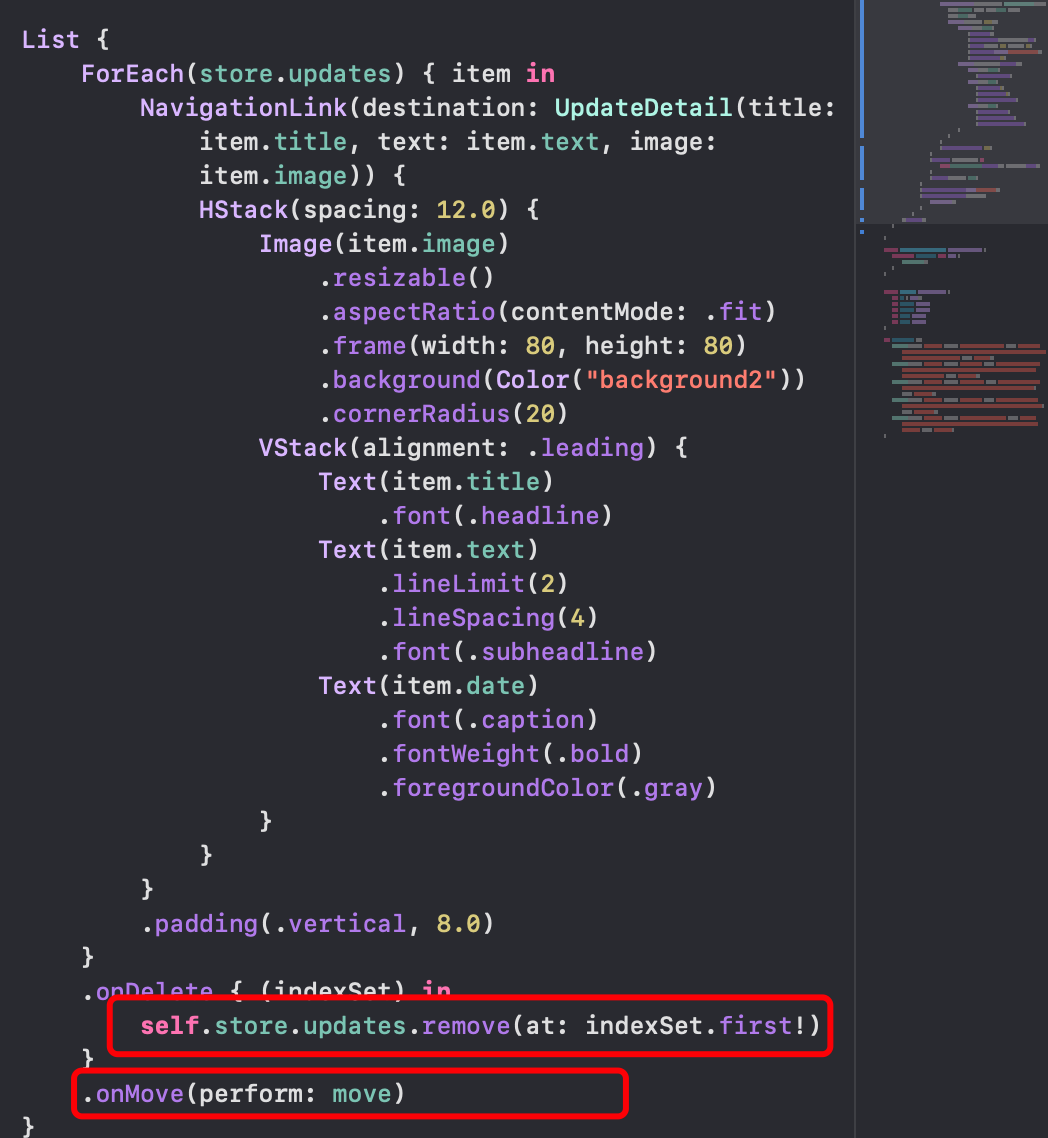 List {
ForEach(store.updates) { item in
NavigationLink(destination: UpdateDetail(title:
item.title, text: item.text, image:
item.image)) {
HStack(spacing: 12.0) {
Image(item.image)
.resizable()
.aspectRatio(contentMode: .fit)
.frame(width: 80, height: 80)
.background(Color("background2"))
.cornerRadius(20)
VStack(alignment: .leading) {
Text(item.title)
.font(.headline)
Text(item.text)
.lineLimit(2)
.lineSpacing(4)
.font(.subheadline)
Text(item.date)
.font(.caption)
.fontWeight(.bold)
.foregroundColor(.gray)
}
}
}
.padding(.vertical, 8.0)
}
.onDelete { (indexSet) in
self.store.updates.remove(at: indexSet.first!)
}
.onMove(perform: move)
}